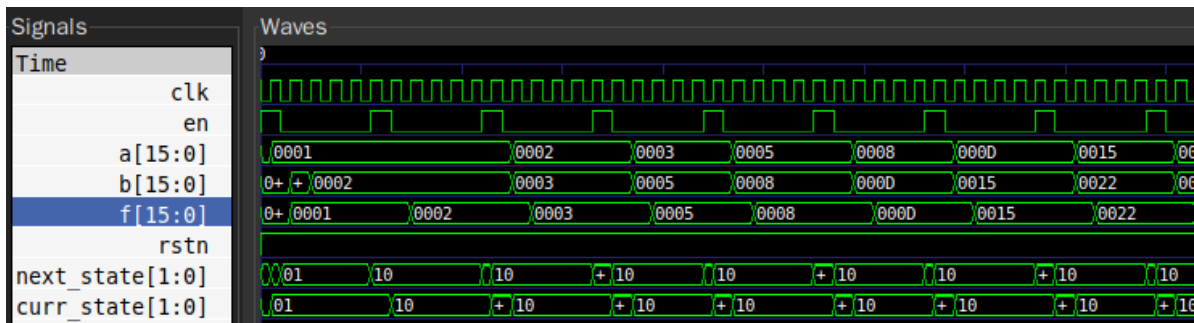 Signals Waves
Time 0
clk
en
a[15:0] 0001 0002 0003 0005 0008 000D 0015 00
b[15:0] 0+ + 0002 0003 0005 0008 000D 0015 0022 00
f[15:0] 0+ 0001 0002 0003 0005 0008 000D 0015 0022
rstn
next_state[1:0] 01 10 10 + 10 10 + 10 10 + 10 10
curr_state[1:0] 01 10 + 10 + 10 + 10 + 10 + 10 + 10 + 10